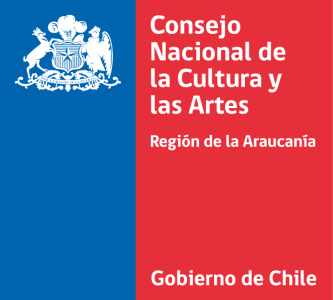 Consejo
Nacional de
la Cultura y
las Artes
Región de la Araucanía
Gobierno de Chile